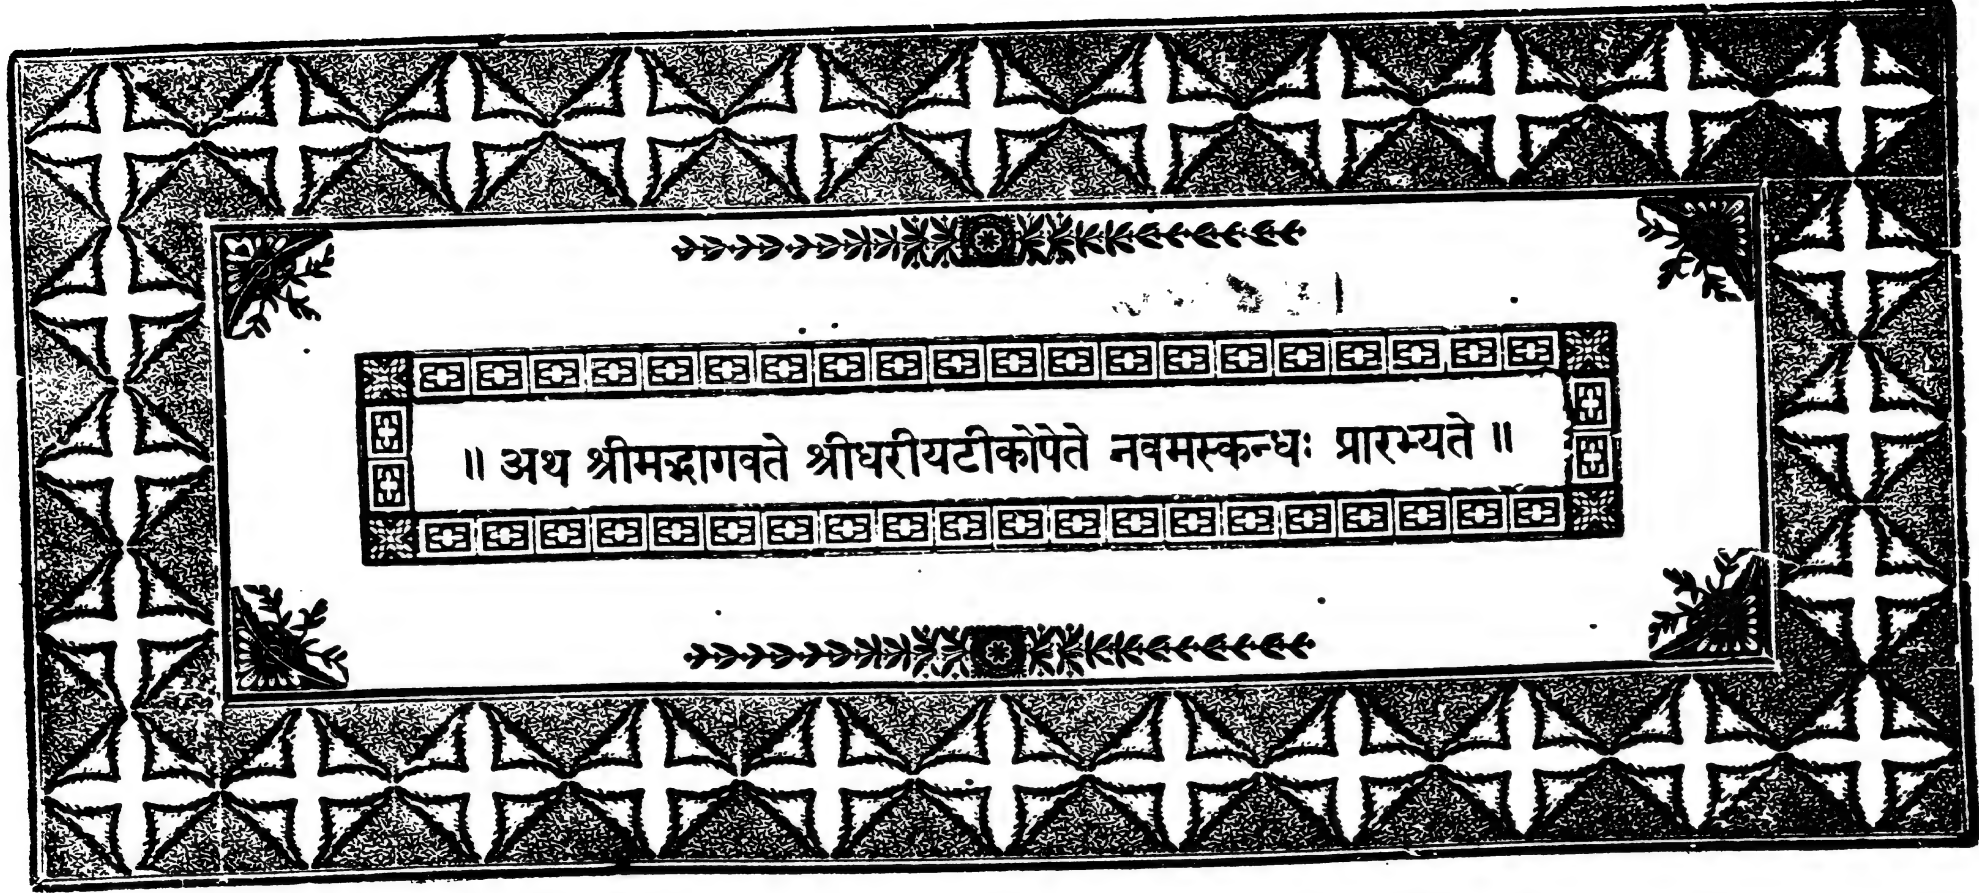 ॥ अथ श्रीमद्भागवते श्रीधरीयटीकोपेते नवमस्कन्धः प्रारभ्यते ॥